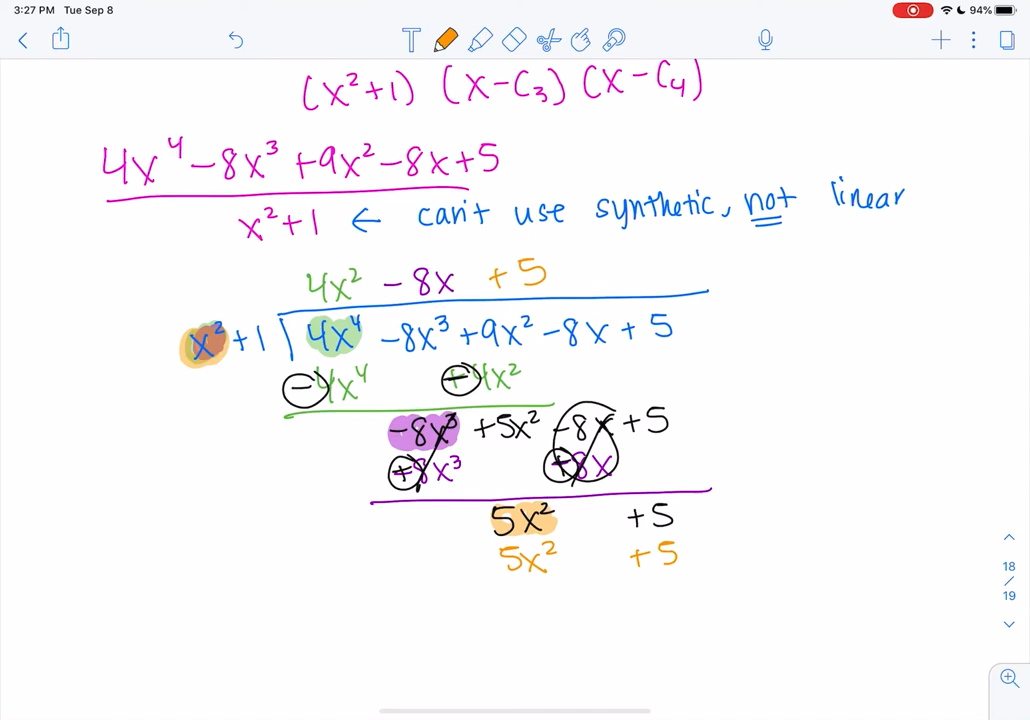 3:27 PM Tue Sep 8 94%
T
(x²+1) (x-C₃) (x-C₄)
4x⁴ -8x³ +9x² -8x+5
x²+1 ← can't use synthetic, not linear
4x² -8x +5
x²+1 4x⁴ -8x³ +9x² -8x + 5
- 4x⁴ - 4x²
-8x³ +5x² -8x +5
+8x³ +8x
5x² +5
5x² +5
18
/
19